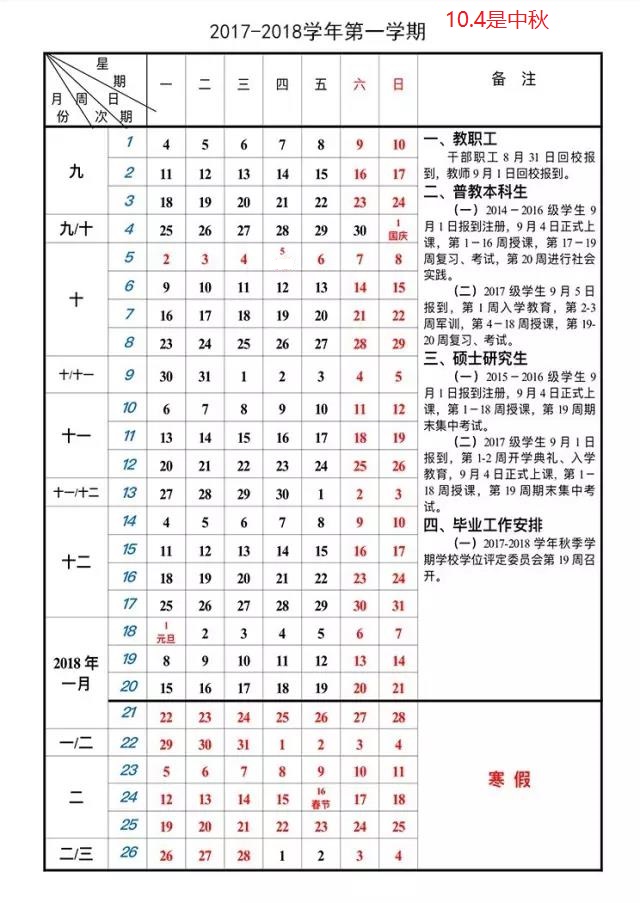 2017-2018学年第一学期
10.4是中秋
星期
月份 周次 日期
一 二 三 四 五 六 日 备 注
九
1 4 5 6 7 8 9 10
2 11 12 13 14 15 16 17
3 18 19 20 21 22 23 24
九/十 4 25 26 27 28 29 30 1 国庆
十
5 2 3 4 5 6 7 8
6 9 10 11 12 13 14 15
7 16 17 18 19 20 21 22
8 23 24 25 26 27 28 29
十/十一 9 30 31 1 2 3 4 5
十一
10 6 7 8 9 10 11 12
11 13 14 15 16 17 18 19
12 20 21 22 23 24 25 26
十一/十二 13 27 28 29 30 1 2 3
十二
14 4 5 6 7 8 9 10
15 11 12 13 14 15 16 17
16 18 19 20 21 22 23 24
17 25 26 27 28 29 30 31
2018 年
一月
18 1 元旦 2 3 4 5 6 7
19 8 9 10 11 12 13 14
20 15 16 17 18 19 20 21
21 22 23 24 25 26 27 28
一/二 22 29 30 31 1 2 3 4
二
23 5 6 7 8 9 10 11
24 12 13 14 15 16 春节 17 18
25 19 20 21 22 23 24 25
二/三 26 26 27 28 1 2 3 4
一、教职工
干部职工 8 月 31 日回校报
到，教师 9 月 1 日回校报到。
二、普教本科生
（一）2014－2016 级学生 9
月 1 日报到注册，9 月 4 日正式上
课，第 1－16 周授课，第 17－19
周复习、考试，第 20 周进行社会
实践。
（二）2017 级学生 9 月 5 日
报到，第 1 周入学教育，第 2-3
周军训，第 4－18 周授课，第 19-
20 周复习、考试。
三、硕士研究生
（一）2015－2016 级学生 9
月 1 日报到注册，9 月 4 日正式上
课，第 1－18 周授课，第 19 周期
末集中考试。
（二）2017 级学生 9 月 1 日
报到，第 1-2 周开学典礼、入学
教育，9 月 4 日正式上课，第 1－
18 周授课，第 19 周期末集中考
试。
四、毕业工作安排
（一）2017-2018 学年秋季学
期学校学位评定委员会第 19 周召
开。
寒 假